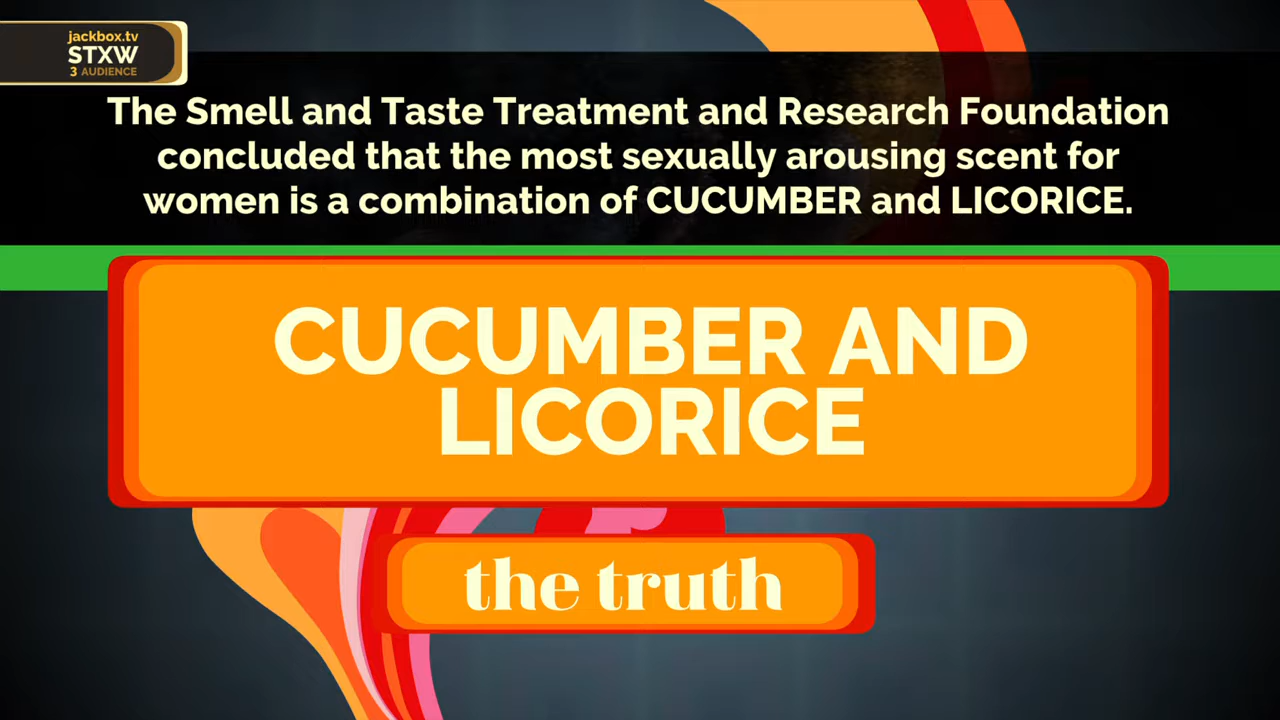 jackbox.tv
STXW
3 AUDIENCE
The Smell and Taste Treatment and Research Foundation
concluded that the most sexually arousing scent for
women is a combination of CUCUMBER and LICORICE.
CUCUMBER AND
LICORICE
the truth